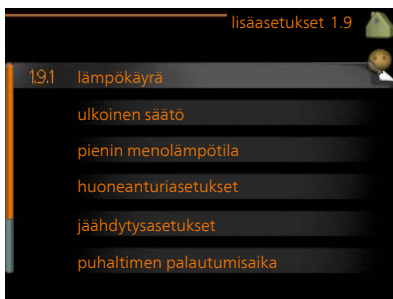 lisäasetukset 1.9
1.9.1 lämpökäyrä
ulkoinen säätö
pienin menolämpötila
huoneanturiasetukset
jäähdytysasetukset
puhaltimen palautumisaika